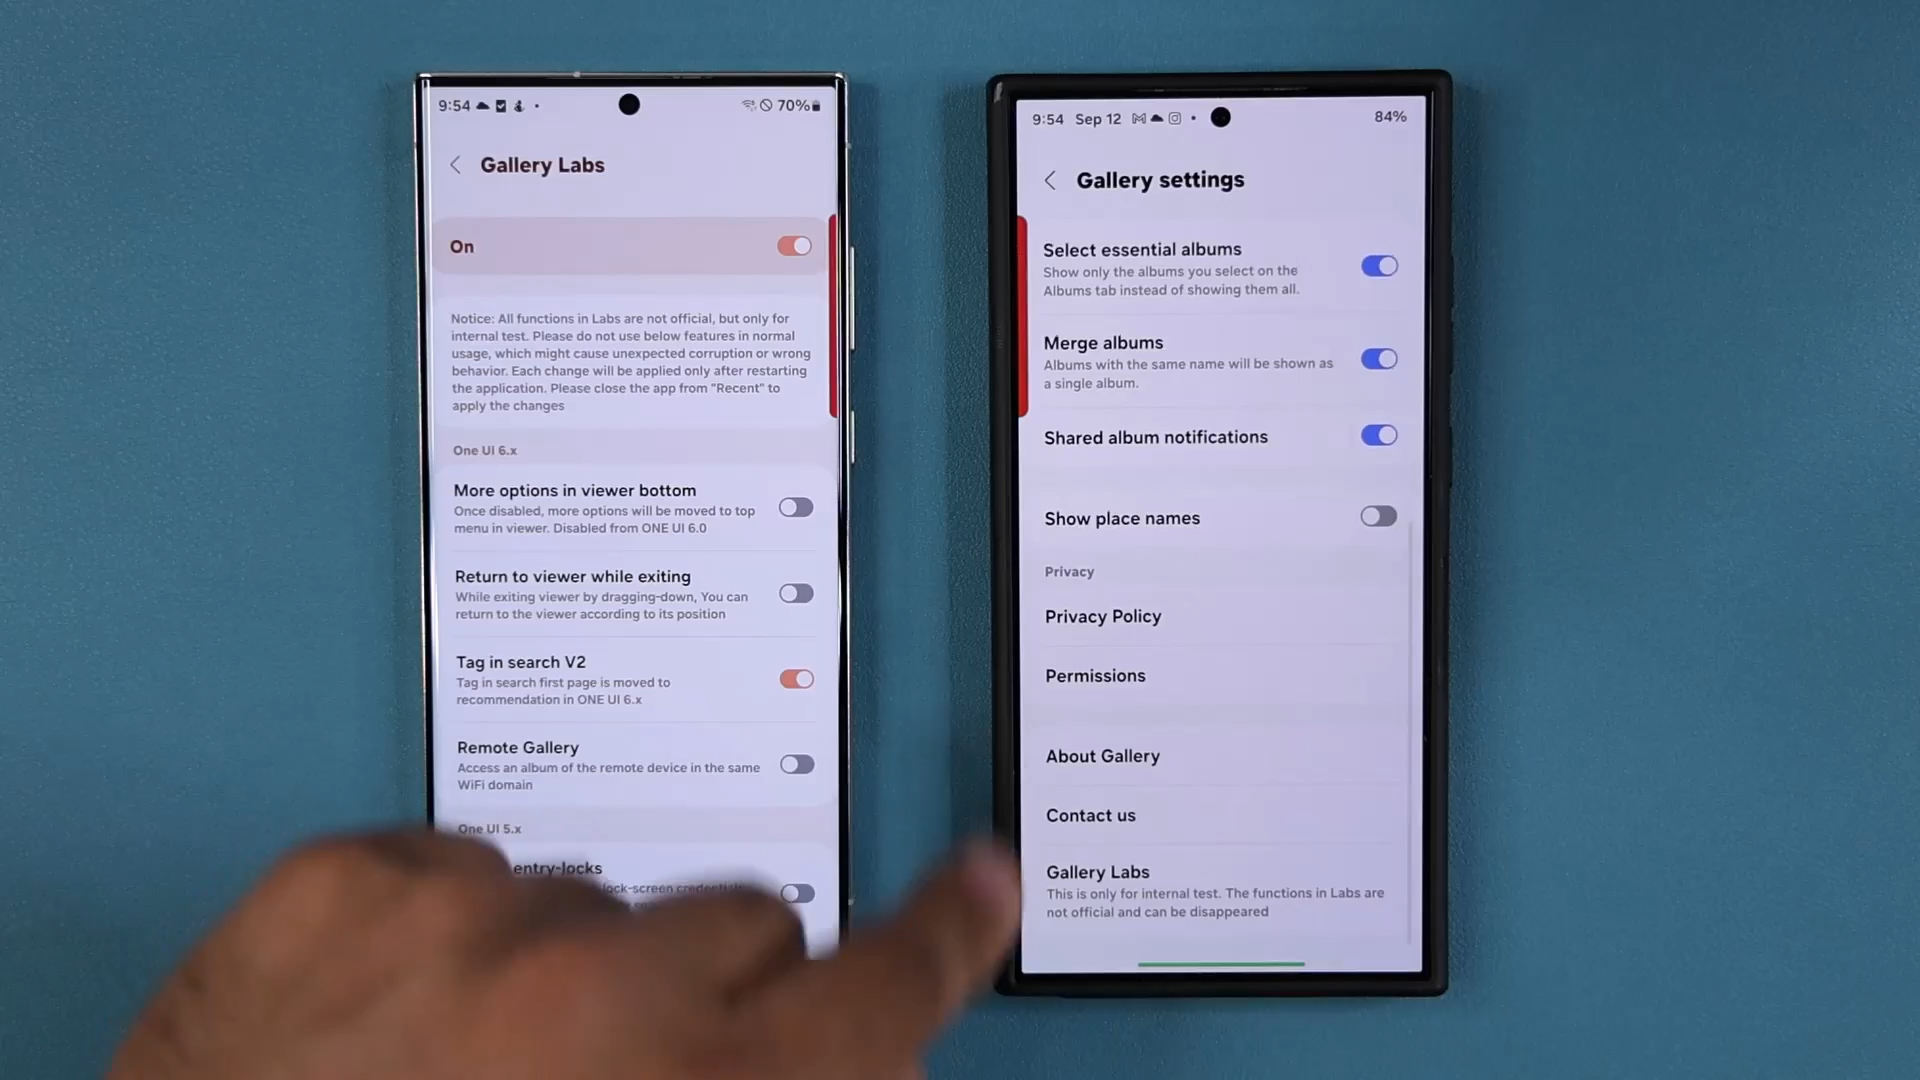 9:54
70%
Gallery Labs
On
Notice: All functions in Labs are not official, but only for
internal test. Please do not use below features in normal
usage, which might cause unexpected corruption or wrong
behavior. Each change will be applied only after restarting
the application. Please close the app from "Recent" to
apply the changes
One UI 6.x
More options in viewer bottom
Once disabled, more options will be moved to top
menu in viewer. Disabled from ONE UI 6.0
Return to viewer while exiting
While exiting viewer by dragging-down, You can
return to the viewer according to its position
Tag in search V2
Tag in search first page is moved to
recommendation in ONE UI 6.x
Remote Gallery
Access an album of the remote device in the same
WiFi domain
One UI 5.x
entry-locks
lock-screen
9:54 Sep 12
84%
Gallery settings
Select essential albums
Show only the albums you select on the
Albums tab instead of showing them all.
Merge albums
Albums with the same name will be shown as
a single album.
Shared album notifications
Show place names
Privacy
Privacy Policy
Permissions
About Gallery
Contact us
Gallery Labs
This is only for internal test. The functions in Labs are
not official and can be disappeared